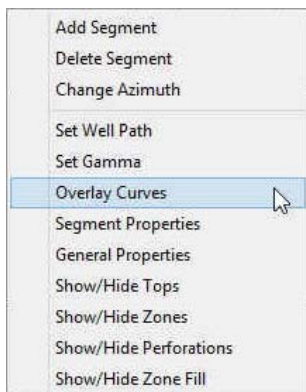 Add Segment
Delete Segment
Change Azimuth
Set Well Path
Set Gamma
Overlay Curves
Segment Properties
General Properties
Show/Hide Tops
Show/Hide Zones
Show/Hide Perforations
Show/Hide Zone Fill